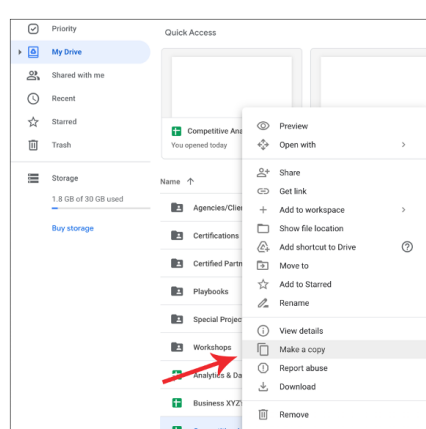 Priority
My Drive
Shared with me
Recent
Starred
Trash
Storage
1.8 GB of 30 GB used
Buy storage
Quick Access
Competitive Ana
You opened today
Name
Agencies/Clie
Certifications
Certified Partn
Playbooks
Special Projec
Workshops
Analytics & Da
Business XYZ
Preview
Open with
Share
Get link
Add to workspace
Show file location
Add shortcut to Drive
Move to
Add to Starred
Rename
View details
Make a copy
Report abuse
Download
Remove